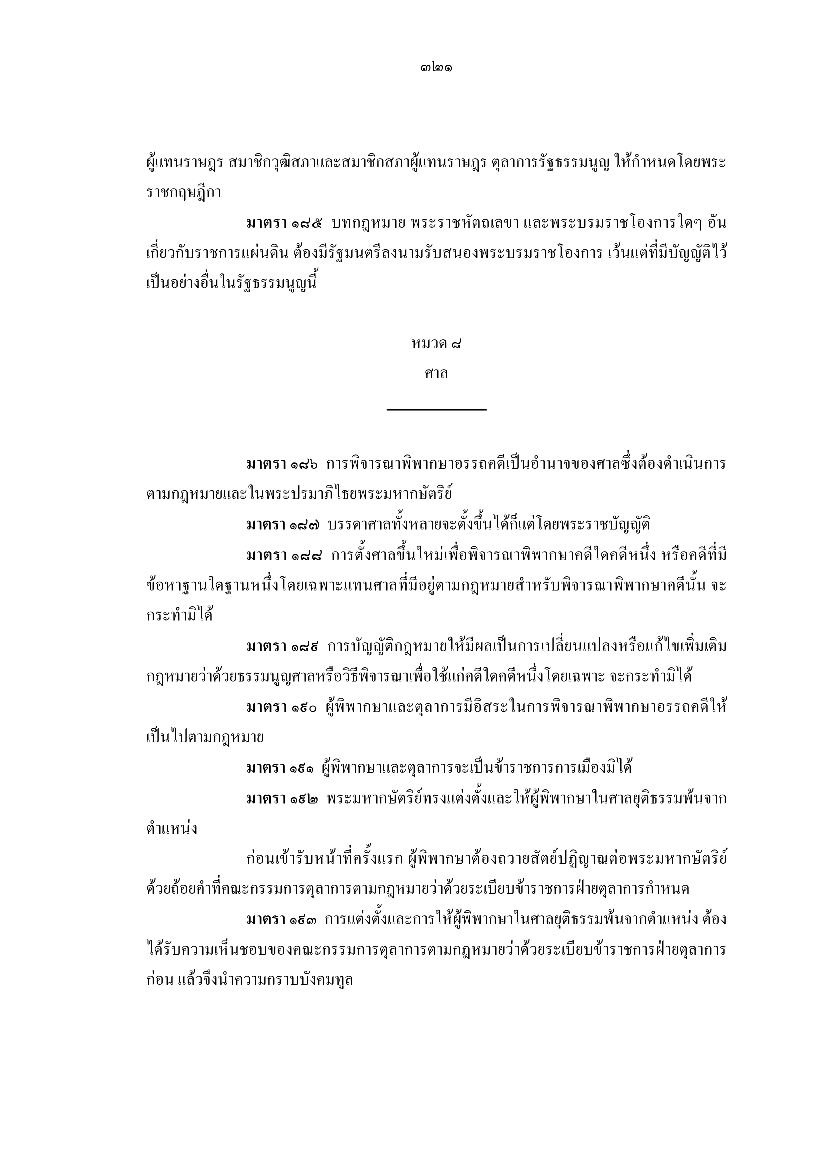 ๓๒๑
ผู้แทนราษฎร สมาชิกวุฒิสภาและสมาชิกสภาผู้แทนราษฎร ตุลาการรัฐธรรมนูญ ให้กำหนดโดยพระ
ราชกฤษฎีกา
มาตรา ๑๘๕ บทกฎหมาย พระราชหัตถเลขา และพระบรมราชโองการใดๆ อัน
เกี่ยวกับราชการแผ่นดิน ต้องมีรัฐมนตรีลงนามรับสนองพระบรมราชโองการ เว้นแต่ที่มีบัญญัติไว้
เป็นอย่างอื่นในรัฐธรรมนูญนี้
หมวด ๘
ศาล
มาตรา ๑๘๖ การพิจารณาพิพากษาอรรถคดีเป็นอำนาจของศาลซึ่งต้องดำเนินการ
ตามกฎหมายและในพระปรมาภิไธยพระมหากษัตริย์
มาตรา ๑๘๗ บรรดาศาลทั้งหลายจะตั้งขึ้นได้ก็แต่โดยพระราชบัญญัติ
มาตรา ๑๘๘ การตั้งศาลขึ้นใหม่เพื่อพิจารณาพิพากษาคดีใดคดีหนึ่ง หรือคดีที่มี
ข้อหาฐานใดฐานหนึ่งโดยเฉพาะแทนศาลที่มีอยู่ตามกฎหมายสำหรับพิจารณาพิพากษาคดีนั้น จะ
กระทำมิได้
มาตรา ๑๘๙ การบัญญัติกฎหมายให้มีผลเป็นการเปลี่ยนแปลงหรือแก้ไขเพิ่มเติม
กฎหมายว่าด้วยธรรมนูญศาลหรือวิธีพิจารณาเพื่อใช้แก่คดีใดคดีหนึ่งโดยเฉพาะ จะกระทำมิได้
มาตรา ๑๙๐ ผู้พิพากษาและตุลาการมีอิสระในการพิจารณาพิพากษาอรรถคดีให้
เป็นไปตามกฎหมาย
มาตรา ๑๙๑ ผู้พิพากษาและตุลาการจะเป็นข้าราชการการเมืองมิได้
มาตรา ๑๙๒ พระมหากษัตริย์ทรงแต่งตั้งและให้ผู้พิพากษาในศาลยุติธรรมพ้นจาก
ตำแหน่ง
ก่อนเข้ารับหน้าที่ครั้งแรก ผู้พิพากษาต้องถวายสัตย์ปฏิญาณต่อพระมหากษัตริย์
ด้วยถ้อยคำที่คณะกรรมการตุลาการตามกฎหมายว่าด้วยระเบียบข้าราชการฝ่ายตุลาการกำหนด
มาตรา ๑๙๓ การแต่งตั้งและการให้ผู้พิพากษาในศาลยุติธรรมพ้นจากตำแหน่ง ต้อง
ได้รับความเห็นชอบของคณะกรรมการตุลาการตามกฎหมายว่าด้วยระเบียบข้าราชการฝ่ายตุลาการ
ก่อน แล้วจึงนำความกราบบังคมทูล